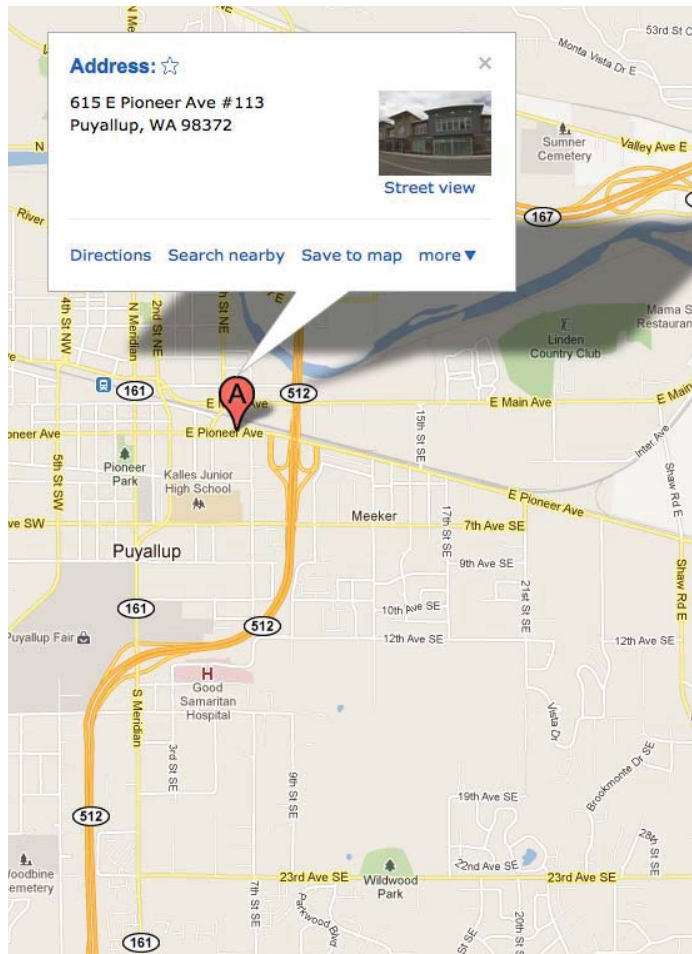 53rd St C
Monta Vista Dr E
Address:
615 E Pioneer Ave #113
Puyallup, WA 98372
Street view
Directions Search nearby Save to map more
N
Sumner
Cemetery
Valley Ave E
167
River
4th St NW
N Meridian
2nd St NE
St NE
Linden
Country Club
Mama S
Restauran
161
A
512
E Main Ave
E Main
E Pioneer Ave
oneer Ave
15th St SE
Inter Ave
Pioneer
Park
5th St SW
Kalles Junior
High School
E Pioneer Ave
Shaw Rd E
ve SW
Meeker
17th St SE
7th Ave SE
Puyallup
9th Ave SE
21st St SE
Shaw Rd E
161
512
10th Ave SE
12th Ave SE
12th Ave SE
Puyallup Fair
H
Good
Samaritan
Hospital
S Meridian
3rd St SE
Vista Dr
Brookmonte Dr SE
9th St SE
19th Ave SE
512
28th St SE
22nd Ave SE
Woodbine
emetery
23rd Ave SE
Wildwood
Park
23rd Ave SE
7th St SE
Parkwood Blvd
20th St
161